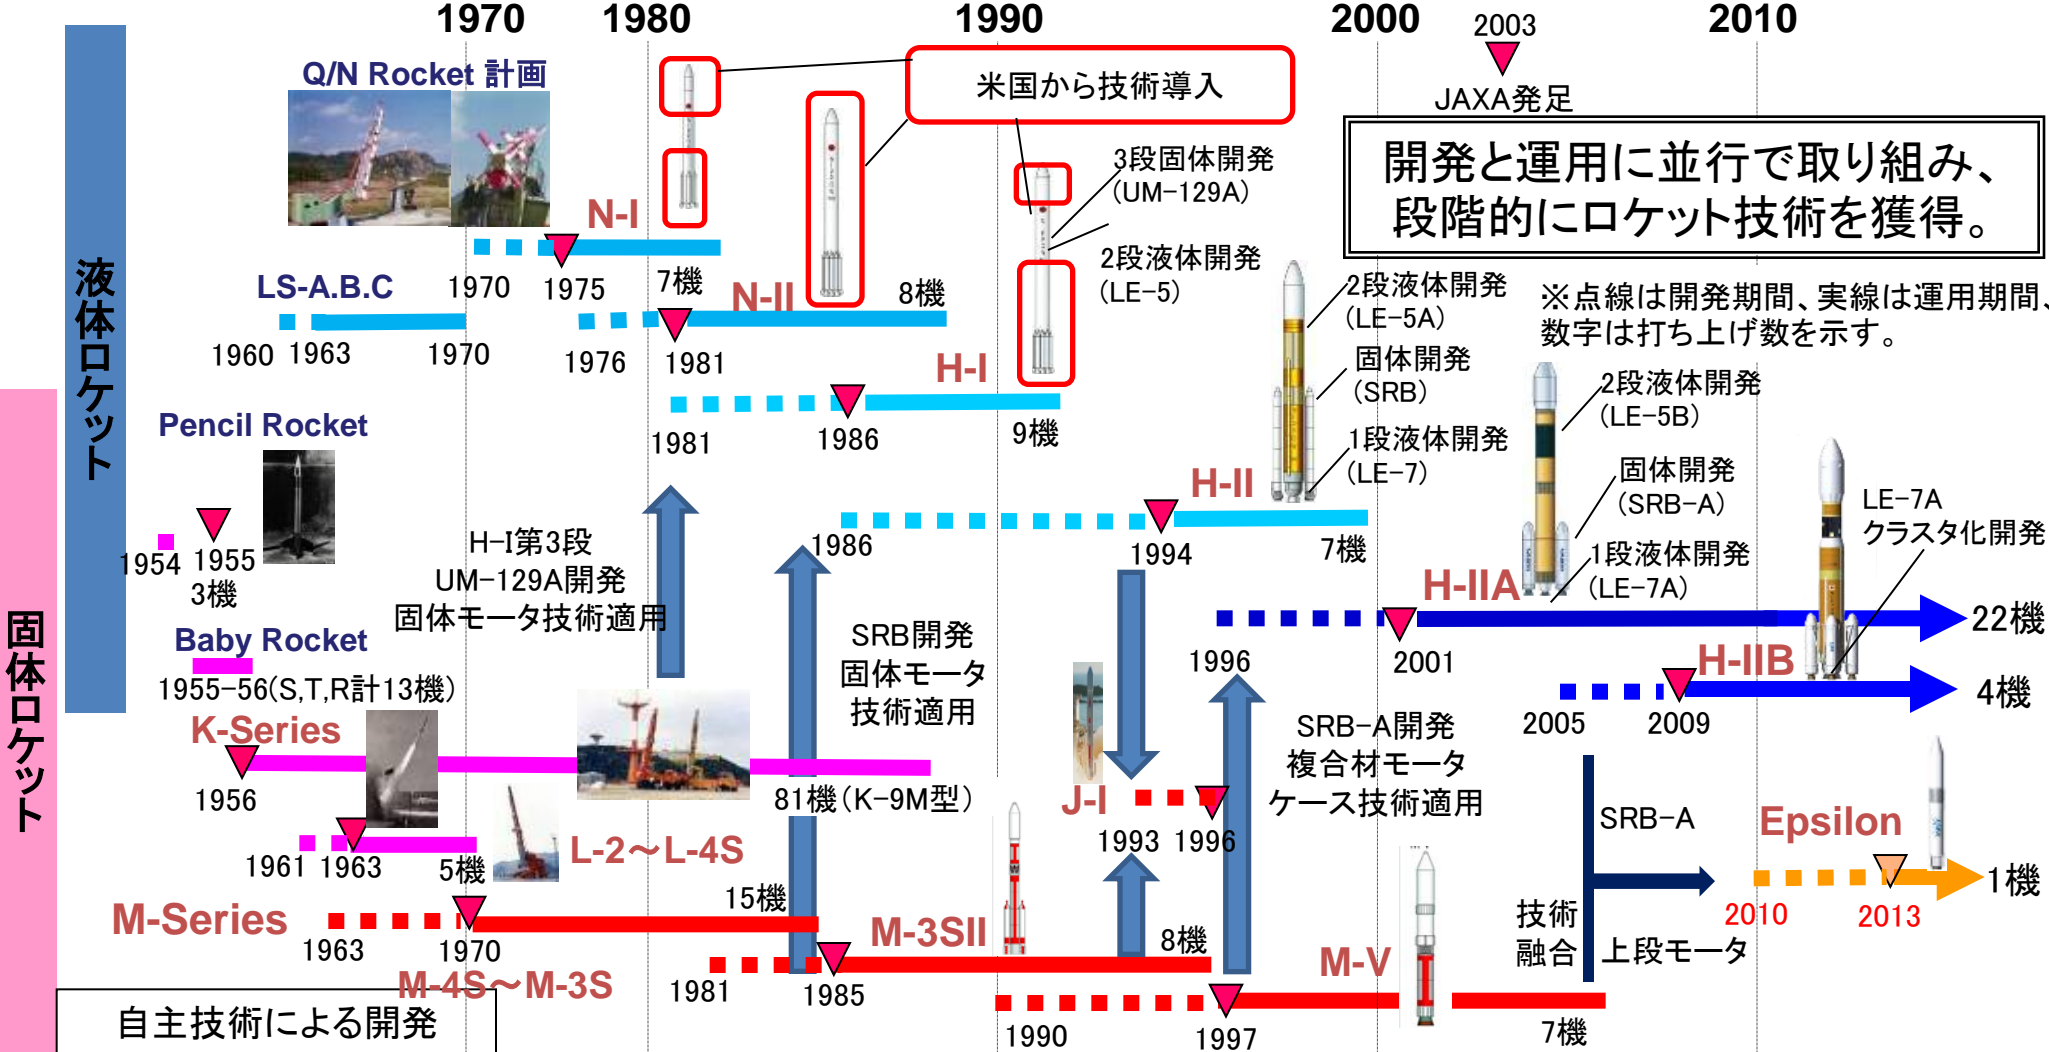 1970
1980
1990
2000
2010
2003
JAXA発足
Q/N Rocket 計画
米国から技術導入
開発と運用に並行で取り組み、
段階的にロケット技術を獲得。
※点線は開発期間、実線は運用期間、
数字は打ち上げ数を示す。
液体ロケット
固体ロケット
N-I
1970
1975
7機
LS-A.B.C
1960
1963
1970
N-II
1976
1981
8機
3段固体開発
(UM-129A)
2段液体開発
(LE-5)
H-I
1981
1986
9機
2段液体開発
(LE-5A)
固体開発
(SRB)
1段液体開発
(LE-7)
H-II
1986
1994
7機
2段液体開発
(LE-5B)
固体開発
(SRB-A)
1段液体開発
(LE-7A)
H-IIA
1996
2001
22機
LE-7A
クラスタ化開発
H-IIB
2005
2009
4機
Pencil Rocket
1954
1955
3機
H-I第3段
UM-129A開発
固体モータ技術適用
Baby Rocket
1955-56(S,T,R計13機)
SRB開発
固体モータ
技術適用
K-Series
1956
81機(K-9M型)
1961
1963
5機
L-2～L-4S
J-I
1993
1996
SRB-A開発
複合材モータ
ケース技術適用
M-Series
1963
1970
15機
M-4S～M-3S
M-3SII
1981
1985
8機
M-V
1990
1997
7機
SRB-A
技術
融合
上段モータ
Epsilon
2010
2013
1機
自主技術による開発